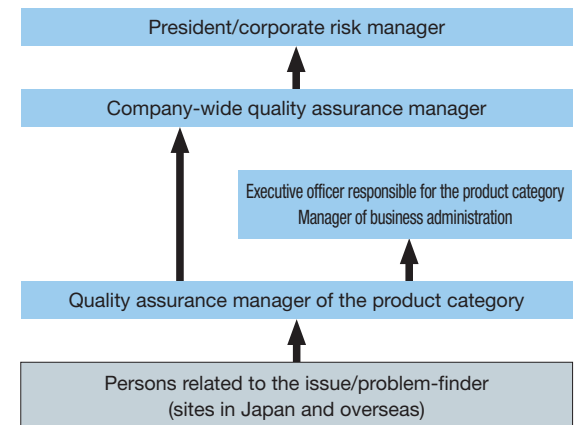 President/corporate risk manager
Company-wide quality assurance manager
Executive officer responsible for the product category
Manager of business administration
Quality assurance manager of the product category
Persons related to the issue/problem-finder
(sites in Japan and overseas)